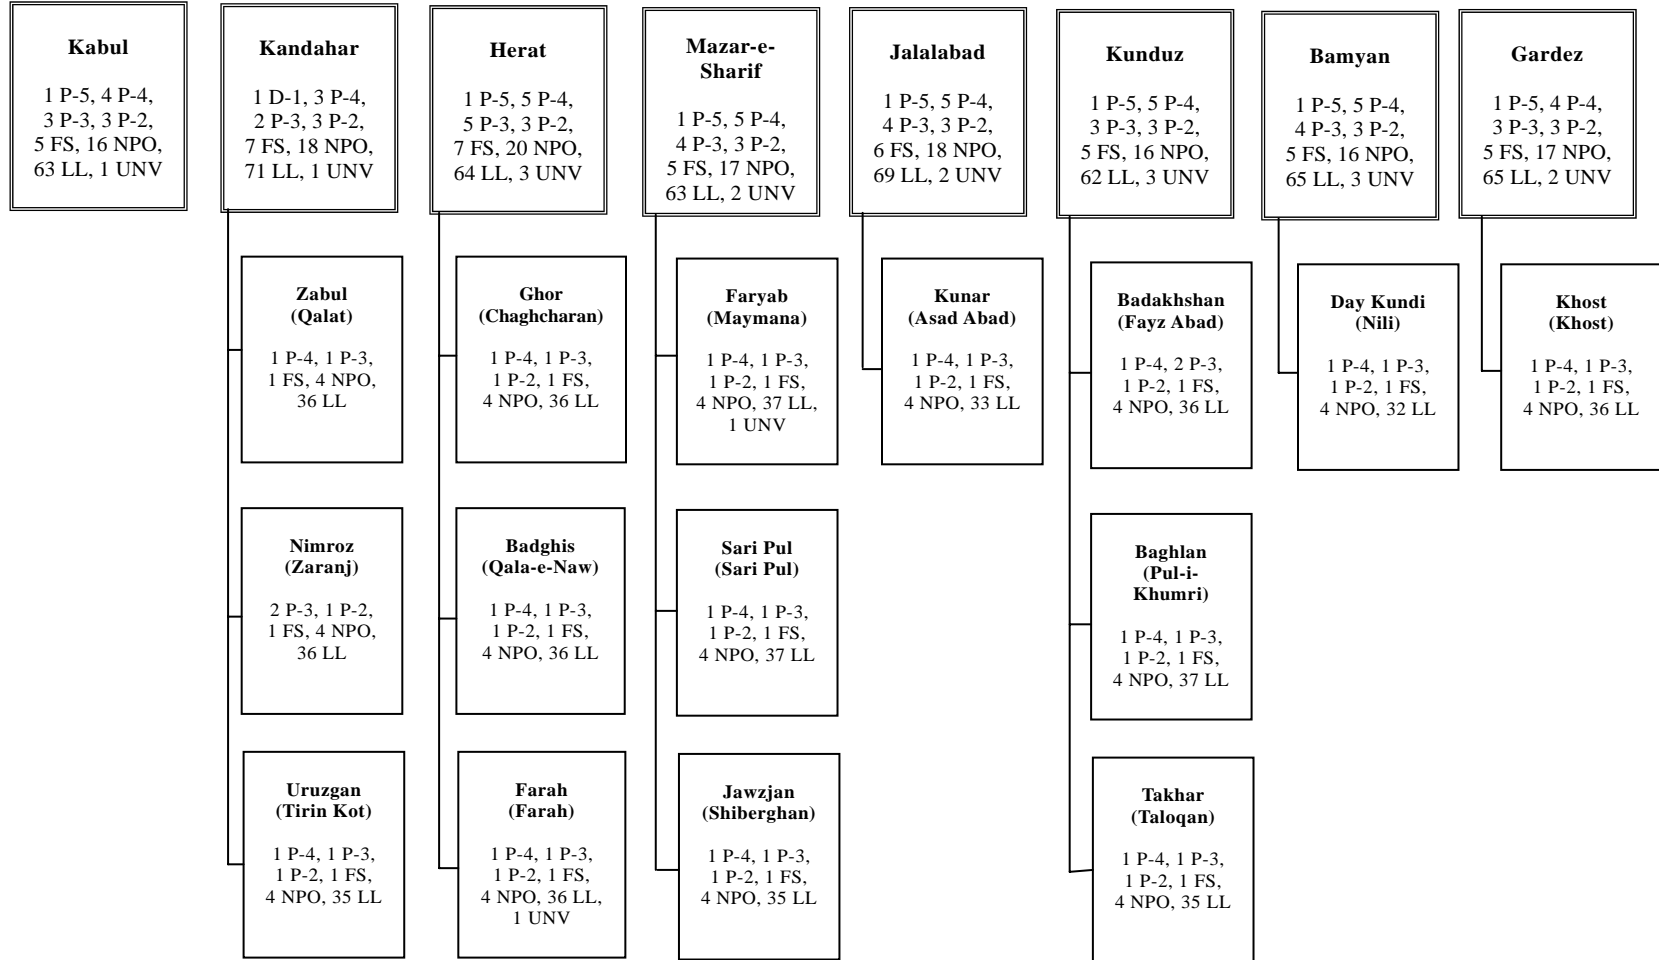 Kabul
1 P-5, 4 P-4,
3 P-3, 3 P-2,
5 FS, 16 NPO,
63 LL, 1 UNV
Kandahar
1 D-1, 3 P-4,
2 P-3, 3 P-2,
7 FS, 18 NPO,
71 LL, 1 UNV
Herat
1 P-5, 5 P-4,
5 P-3, 3 P-2,
7 FS, 20 NPO,
64 LL, 3 UNV
Mazar-e-
Sharif
1 P-5, 5 P-4,
4 P-3, 3 P-2,
5 FS, 17 NPO,
63 LL, 2 UNV
Jalalabad
1 P-5, 5 P-4,
4 P-3, 3 P-2,
6 FS, 18 NPO,
69 LL, 2 UNV
Kunduz
1 P-5, 5 P-4,
3 P-3, 3 P-2,
5 FS, 16 NPO,
62 LL, 3 UNV
Bamyan
1 P-5, 5 P-4,
4 P-3, 3 P-2,
5 FS, 16 NPO,
65 LL, 3 UNV
Gardez
1 P-5, 4 P-4,
3 P-3, 3 P-2,
5 FS, 17 NPO,
65 LL, 2 UNV
Zabul
(Qalat)
1 P-4, 1 P-3,
1 FS, 4 NPO,
36 LL
Ghor
(Chaghcharan)
1 P-4, 1 P-3,
1 P-2, 1 FS,
4 NPO, 36 LL
Faryab
(Maymana)
1 P-4, 1 P-3,
1 P-2, 1 FS,
4 NPO, 37 LL,
1 UNV
Kunar
(Asad Abad)
1 P-4, 1 P-3,
1 P-2, 1 FS,
4 NPO, 33 LL
Badakhshan
(Fayz Abad)
1 P-4, 2 P-3,
1 P-2, 1 FS,
4 NPO, 36 LL
Day Kundi
(Nili)
1 P-4, 1 P-3,
1 P-2, 1 FS,
4 NPO, 32 LL
Khost
(Khost)
1 P-4, 1 P-3,
1 P-2, 1 FS,
4 NPO, 36 LL
Nimroz
(Zaranj)
2 P-3, 1 P-2,
1 FS, 4 NPO,
36 LL
Badghis
(Qala-e-Naw)
1 P-4, 1 P-3,
1 P-2, 1 FS,
4 NPO, 36 LL
Sari Pul
(Sari Pul)
1 P-4, 1 P-3,
1 P-2, 1 FS,
4 NPO, 37 LL
Baghlan
(Pul-i-
Khumri)
1 P-4, 1 P-3,
1 P-2, 1 FS,
4 NPO, 37 LL
Uruzgan
(Tirin Kot)
1 P-4, 1 P-3,
1 P-2, 1 FS,
4 NPO, 35 LL
Farah
(Farah)
1 P-4, 1 P-3,
1 P-2, 1 FS,
4 NPO, 36 LL,
1 UNV
Jawzjan
(Shiberghan)
1 P-4, 1 P-3,
1 P-2, 1 FS,
4 NPO, 35 LL
Takhar
(Taloqan)
1 P-4, 1 P-3,
1 P-2, 1 FS,
4 NPO, 35 LL